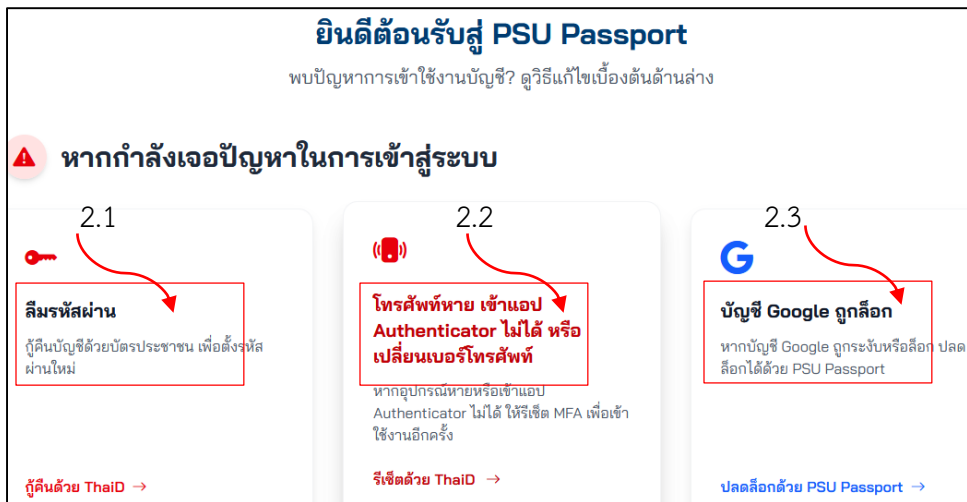 ยินดีต้อนรับสู่ PSU Passport
พบปัญหาการเข้าใช้งานบัญชี? ดูวิธีแก้ไขเบื้องต้นด้านล่าง
หากกำลังเจอปัญหาในการเข้าสู่ระบบ
2.1
ลืมรหัสผ่าน
กู้คืนบัญชีด้วยบัตรประชาชน เพื่อตั้งรหัส
ผ่านใหม่
กู้คืนด้วย ThaiD →
2.2
โทรศัพท์หาย เข้าแอป
Authenticator ไม่ได้ หรือ
เปลี่ยนเบอร์โทรศัพท์
หากอุปกรณ์หายหรือเข้าแอป
Authenticator ไม่ได้ ให้รีเซ็ต MFA เพื่อเข้า
ใช้งานอีกครั้ง
รีเซ็ตด้วย ThaiD →
2.3
บัญชี Google ถูกล็อก
หากบัญชี Google ถูกระงับหรือล็อก ปลด
ล็อกได้ด้วย PSU Passport
ปลดล็อกด้วย PSU Passport →